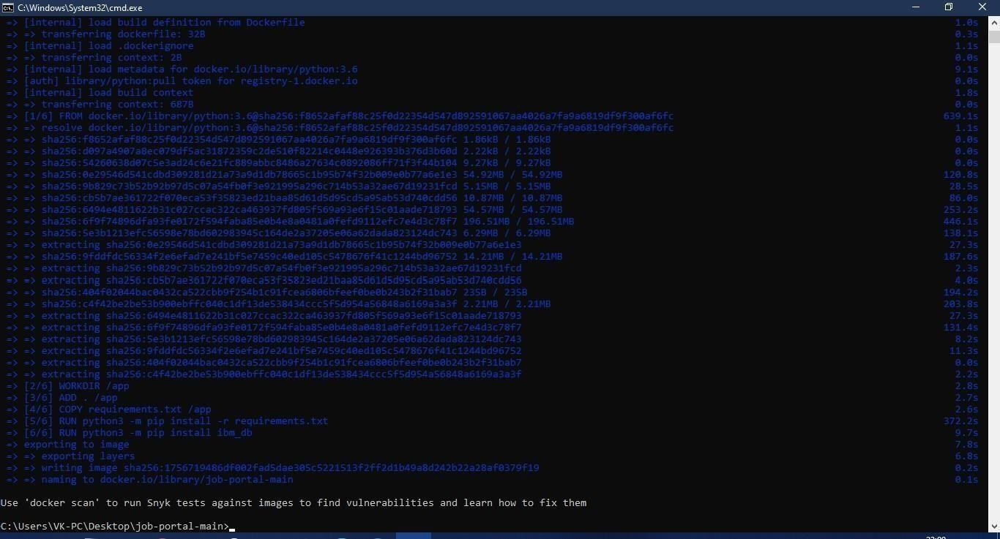 C:\Windows\System32\cmd.exe
=> [internal] load build definition from Dockerfile 1.0s
=> => transferring dockerfile: 32B 0.3s
=> [internal] load .dockerignore 1.1s
=> => transferring context: 2B 0.0s
=> [internal] load metadata for docker.io/library/python:3.6 9.1s
=> [auth] library/python:pull token for registry-1.docker.io 0.0s
=> [internal] load build context 1.8s
=> => transferring context: 687B 0.0s
=> [1/6] FROM docker.io/library/python:3.6@sha256:f8652afaf88c25f0d22354d547d892591067aa4026a7fa9a6819df9f300af6fc 639.1s
=> => resolve docker.io/library/python:3.6@sha256:f8652afaf88c25f0d22354d547d892591067aa4026a7fa9a6819df9f300af6fc 1.1s
=> => sha256:f8652afaf88c25f0d22354d547d892591067aa4026a7fa9a6819df9f300af6fc 1.86kB / 1.86kB 0.0s
=> => sha256:d097a4907a8ec079df5ac31872359c2de510f82214c0448e926393b376d3b60d 2.22kB / 2.22kB 0.0s
=> => sha256:54260638d07c5e3ad24c6e21fc889abbc8486a27634c0892086ff71f3f44b104 9.27kB / 9.27kB 0.0s
=> => sha256:0e29546d541cdbd309281d21a73a9d1db78665c1b95b74f32b009e0b77a6e1e3 54.92MB / 54.92MB 120.8s
=> => sha256:9b829c73b52b92b97d5c07a54fb0f3e921995a296c714b53a32ae67d19231fcd 5.15MB / 5.15MB 28.5s
=> => sha256:cb5b7ae361722f070eca53f35823ed21baa85d61d5d95cd5a95ab53d740cdd56 10.87MB / 10.87MB 86.0s
=> => sha256:6494e4811622b31c027ccac322ca463937fd805f569a93e6f15c01aade718793 54.57MB / 54.57MB 253.2s
=> => sha256:6f9f74896dfa93fe0172f594faba85e0b4e8a0481a0fefd9112efc7e4d3c78f7 196.51MB / 196.51MB 446.1s
=> => sha256:5e3b1213efc56598e78bd602983945c164de2a37205e06a62dada823124dc743 6.29MB / 6.29MB 138.1s
=> => extracting sha256:0e29546d541cdbd309281d21a73a9d1db78665c1b95b74f32b009e0b77a6e1e3 27.3s
=> => sha256:9fddfdc56334f2e6efad7e241bf5e7459c40ed105c5478676f41c1244bd96752 14.21MB / 14.21MB 187.6s
=> => extracting sha256:9b829c73b52b92b97d5c07a54fb0f3e921995a296c714b53a32ae67d19231fcd 2.3s
=> => extracting sha256:cb5b7ae361722f070eca53f35823ed21baa85d61d5d95cd5a95ab53d740cdd56 4.0s
=> => sha256:404f02044bac0432ca522cbb9f254b1c91fcea6806bfeef0be0b243b2f31bab7 235B / 235B 194.2s
=> => sha256:c4f42be2be53b900ebffc040c1df13de538434ccc5f5d954a56848a6169a3a3f 2.21MB / 2.21MB 203.8s
=> => extracting sha256:6494e4811622b31c027ccac322ca463937fd805f569a93e6f15c01aade718793 27.3s
=> => extracting sha256:6f9f74896dfa93fe0172f594faba85e0b4e8a0481a0fefd9112efc7e4d3c78f7 131.4s
=> => extracting sha256:5e3b1213efc56598e78bd602983945c164de2a37205e06a62dada823124dc743 8.2s
=> => extracting sha256:9fddfdc56334f2e6efad7e241bf5e7459c40ed105c5478676f41c1244bd96752 11.3s
=> => extracting sha256:404f02044bac0432ca522cbb9f254b1c91fcea6806bfeef0be0b243b2f31bab7 0.0s
=> => extracting sha256:c4f42be2be53b900ebffc040c1df13de538434ccc5f5d954a56848a6169a3a3f 2.2s
=> [2/6] WORKDIR /app 2.8s
=> [3/6] ADD . /app 2.7s
=> [4/6] COPY requirements.txt /app 2.6s
=> [5/6] RUN python3 -m pip install -r requirements.txt 372.2s
=> [6/6] RUN python3 -m pip install ibm_db 9.7s
=> exporting to image 7.8s
=> => exporting layers 6.8s
=> => writing image sha256:1756719486df002fad5dae305c5221513f2ff2d1b49a8d242b22a28af0379f19 0.2s
=> => naming to docker.io/library/job-portal-main 0.1s
Use 'docker scan' to run Snyk tests against images to find vulnerabilities and learn how to fix them
C:\Users\VK-PC\Desktop\job-portal-main>